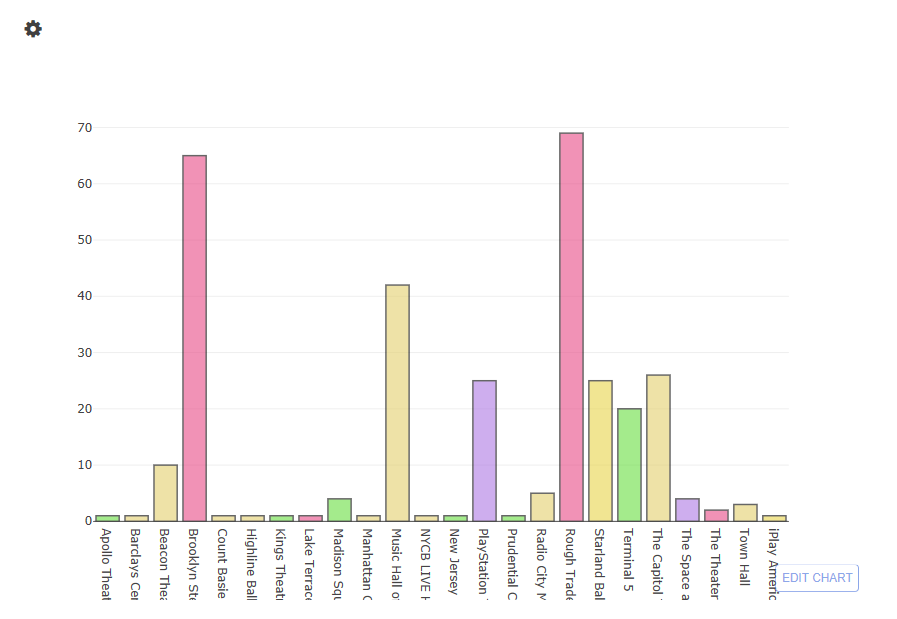 70
60
50
40
30
20
10
0
Apollo Theat
Barclays Cer
Beacon Thea
Brooklyn Ste
Count Basie
Highline Ball
Kings Theatr
Lake Terrace
Madison Squ
Manhattan C
Music Hall o
NYCB LIVE H
New Jersey
PlayStation
Prudential C
Radio City M
Rough Trade
Starland Bal
Terminal 5
The Capitol
The Space a
The Theater
Town Hall
iPlay Americ
EDIT CHART